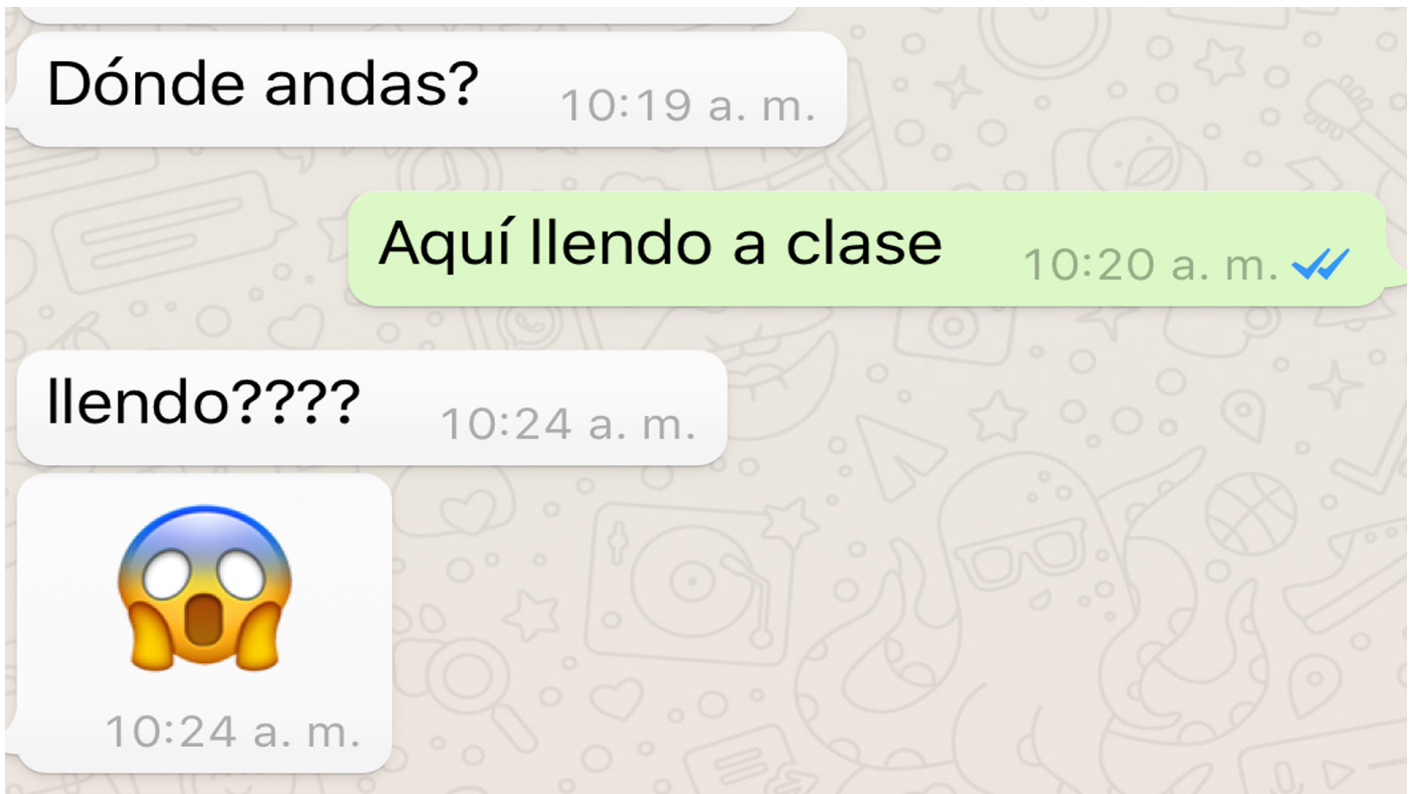 Dónde andas?
10:19 a. m.
Aquí llendo a clase
10:20 a. m.
llendo????
10:24 a. m.
😱
10:24 a. m.